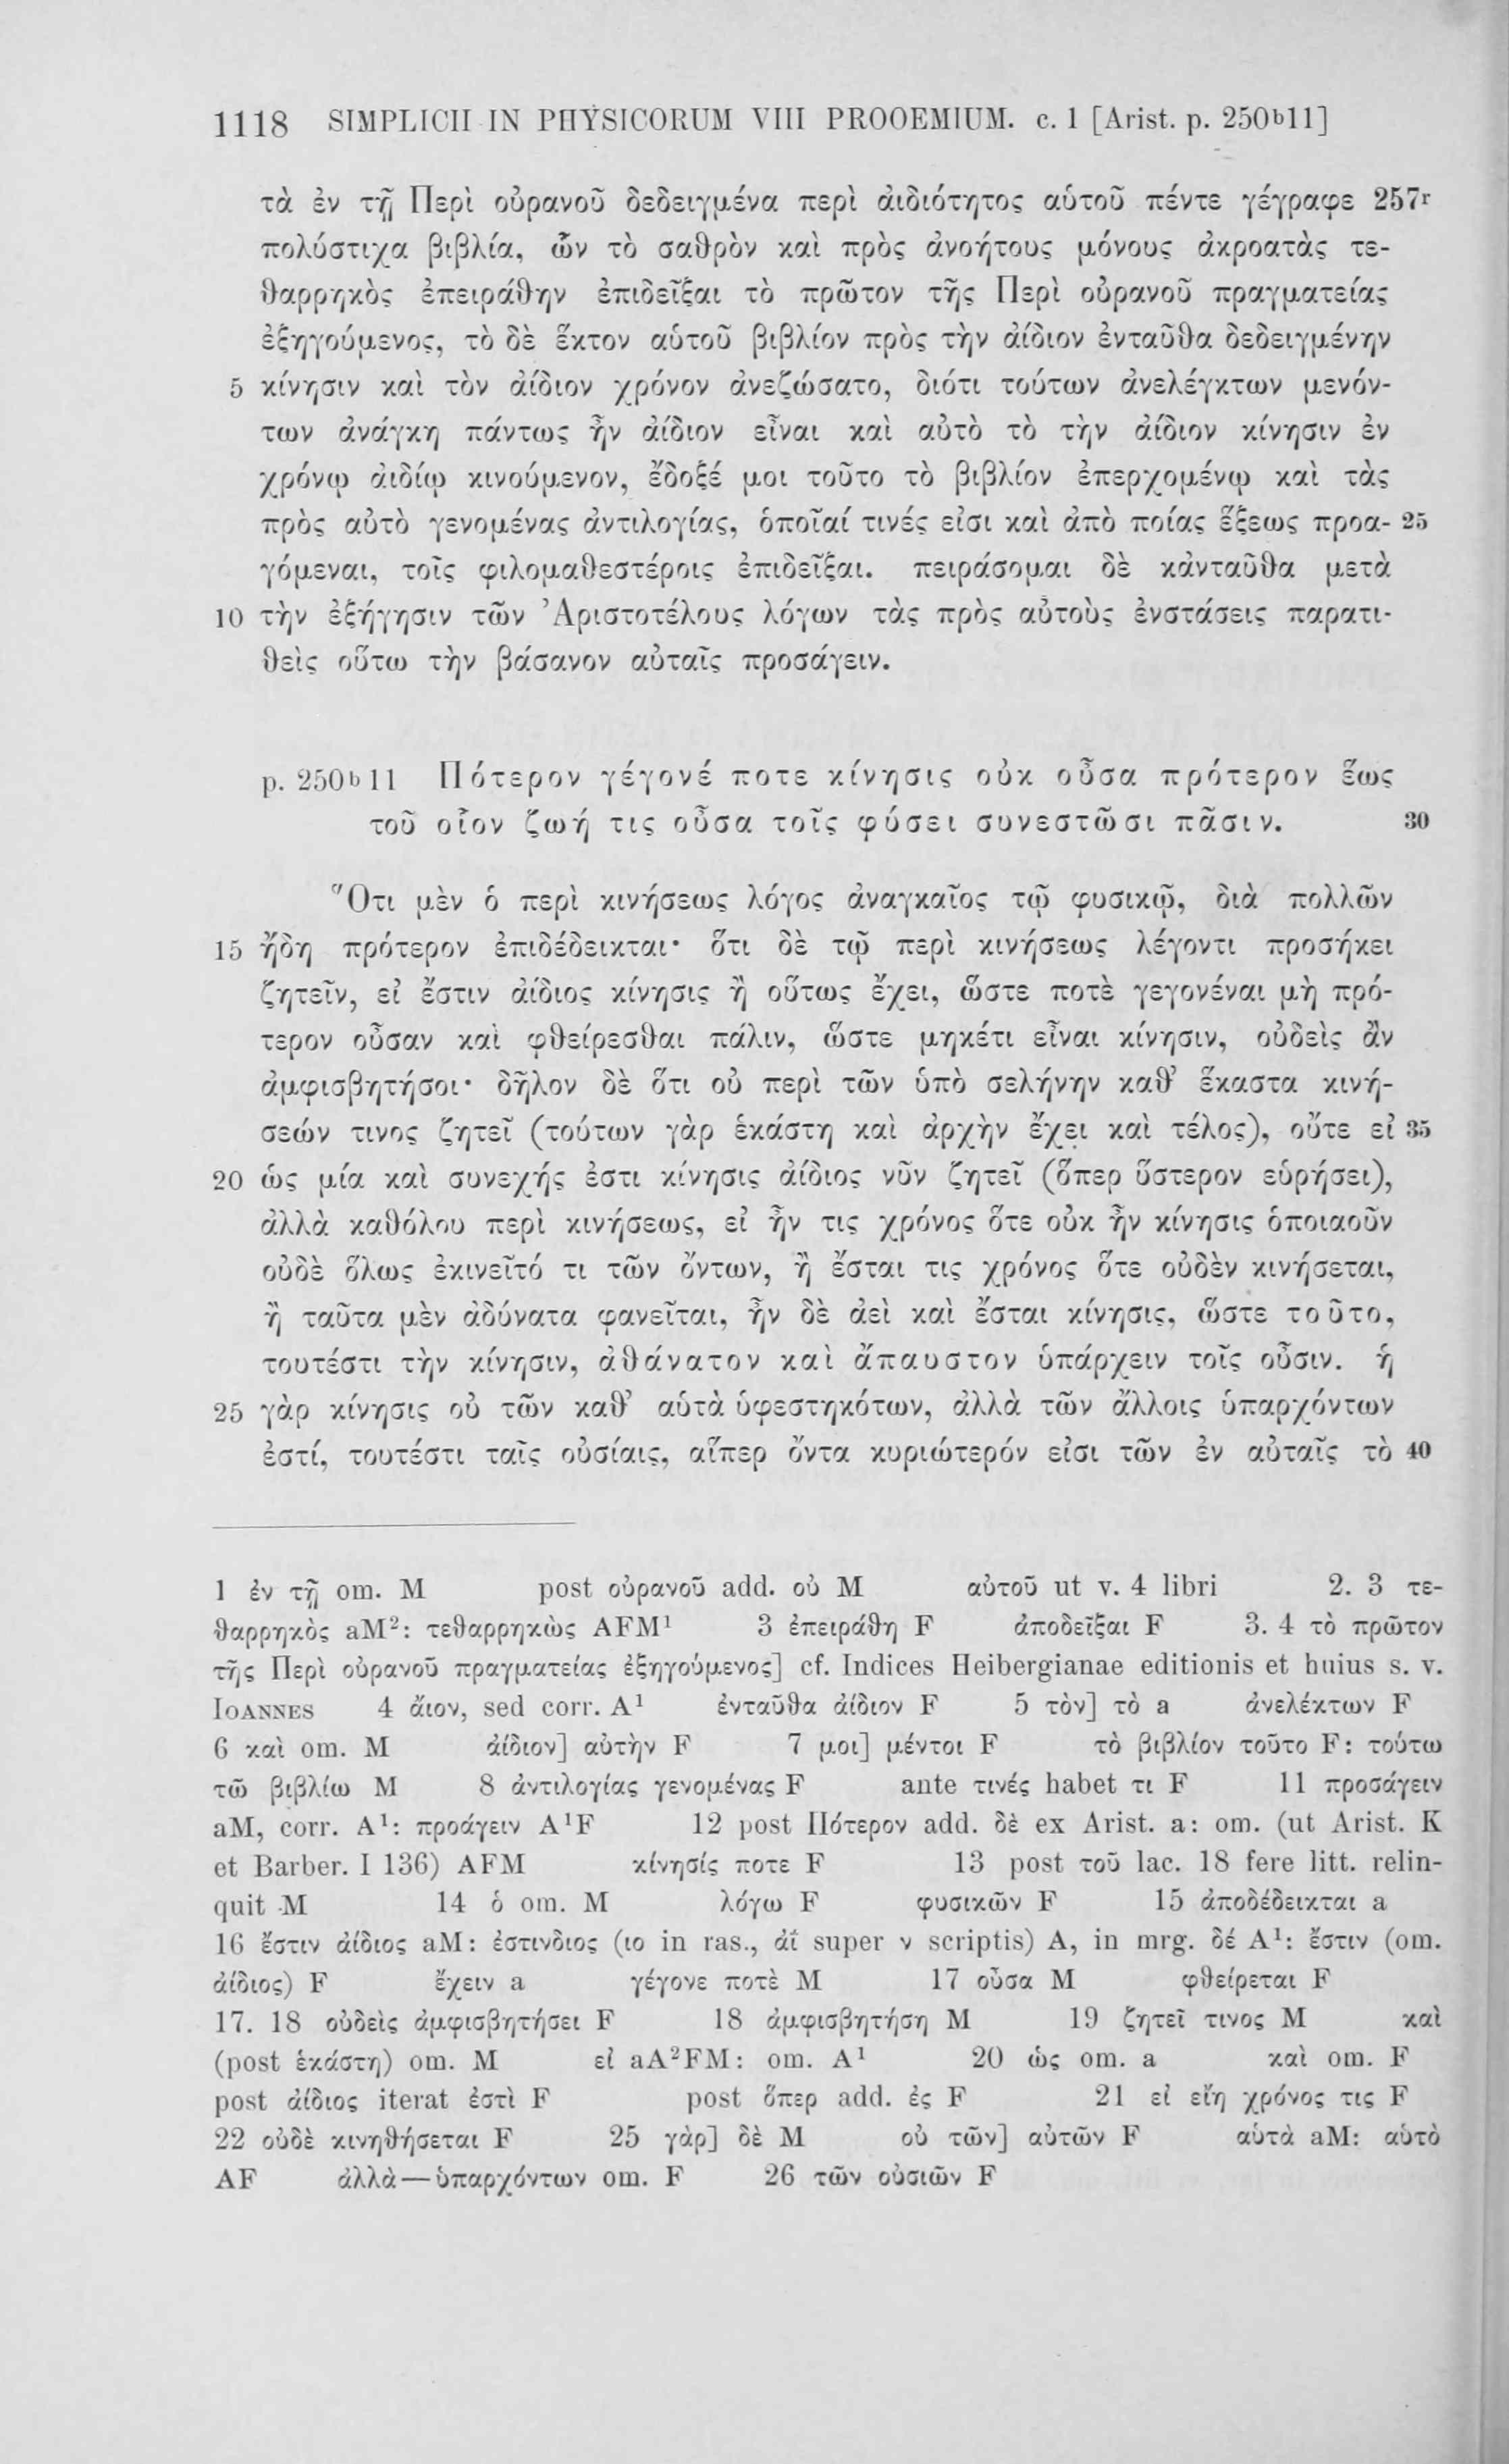 1118 SIMPLICII IN PHYSICORUM VIII PROOEMIUM. c. 1 [Arist. p. 250ᵇ11]
τὰ ἐν τῇ Περὶ οὐρανοῦ δεδειγμένα περὶ ἀιδιότητος αὑτοῦ πέντε γέγραφε 257ʳ
πολύστιχα βιβλία, ὧν τὸ σαθρὸν καὶ πρὸς ἀνοήτους μόνους ἀκροατὰς τε-
θαρρηκὸς ἐπειράθην ἐπιδεῖξαι τὸ πρῶτον τῆς Περὶ οὐρανοῦ πραγματείας
ἐξηγούμενος, τὸ δὲ ἕκτον αὑτοῦ βιβλίον πρὸς τὴν ἀίδιον ἐνταῦθα δεδειγμένην
5 κίνησιν καὶ τὸν ἀίδιον χρόνον ἀνεζώσατο, διότι τούτων ἀνελέγκτων μενόν-
των ἀνάγκη πάντως ἦν ἀίδιον εἶναι καὶ αὐτὸ τὸ τὴν ἀίδιον κίνησιν ἐν
χρόνῳ ἀιδίῳ κινούμενον, ἔδοξέ μοι τοῦτο τὸ βιβλίον ἐπερχομένῳ καὶ τὰς
πρὸς αὐτὸ γενομένας ἀντιλογίας, ὁποῖαί τινές εἰσι καὶ ἀπὸ ποίας ἕξεως προα- 25
γόμεναι, τοῖς φιλομαθεστέροις ἐπιδεῖξαι. πειράσομαι δὲ κἀνταῦθα μετὰ
10 τὴν ἐξήγησιν τῶν Ἀριστοτέλους λόγων τὰς πρὸς αὐτοὺς ἐνστάσεις παρατι-
θεὶς οὕτω τὴν βάσανον αὐταῖς προσάγειν.
p. 250ᵇ11 Πότερον γέγονέ ποτε κίνησις οὐκ οὖσα πρότερον ἕως
τοῦ οἷον ζωή τις οὖσα τοῖς φύσει συνεστῶσι πᾶσιν. 30
Ὅτι μὲν ὁ περὶ κινήσεως λόγος ἀναγκαῖος τῷ φυσικῷ, διὰ πολλῶν
15 ἤδη πρότερον ἐπιδέδεικται· ὅτι δὲ τῷ περὶ κινήσεως λέγοντι προσήκει
ζητεῖν, εἰ ἔστιν ἀίδιος κίνησις ἢ οὕτως ἔχει, ὥστε ποτὲ γεγονέναι μὴ πρό-
τερον οὖσαν καὶ φθείρεσθαι πάλιν, ὥστε μηκέτι εἶναι κίνησιν, οὐδεὶς ἂν
ἀμφισβητήσοι· δῆλον δὲ ὅτι οὐ περὶ τῶν ὑπὸ σελήνην καθ’ ἕκαστα κινή-
σεών τινος ζητεῖ (τούτων γὰρ ἑκάστη καὶ ἀρχὴν ἔχει καὶ τέλος), οὔτε εἰ 35
20 ὡς μία καὶ συνεχής ἐστι κίνησις ἀίδιος νῦν ζητεῖ (ὅπερ ὕστερον εὑρήσει),
ἀλλὰ καθόλου περὶ κινήσεως, εἰ ἦν τις χρόνος ὅτε οὐκ ἦν κίνησις ὁποιαοῦν
οὐδὲ ὅλως ἐκινεῖτό τι τῶν ὄντων, ἢ ἔσται τις χρόνος ὅτε οὐδὲν κινήσεται,
ἢ ταῦτα μὲν ἀδύνατα φανεῖται, ἦν δὲ ἀεὶ καὶ ἔσται κίνησις, ὥστε τοῦτο,
τουτέστι τὴν κίνησιν, ἀθάνατον καὶ ἄπαυστον ὑπάρχειν τοῖς οὖσιν. ἡ
25 γὰρ κίνησις οὐ τῶν καθ’ αὑτὰ ὑφεστηκότων, ἀλλὰ τῶν ἄλλοις ὑπαρχόντων
ἐστί, τουτέστι ταῖς οὐσίαις, αἵπερ ὄντα κυριώτερόν εἰσι τῶν ἐν αὐταῖς τὸ 40
1 ἐν τῇ om. M post οὐρανοῦ add. οὐ M αὐτοῦ ut v. 4 libri 2. 3 τε-
θαρρηκὸς aM²: τεθαρρηκὼς AFM¹ 3 ἐπειράθη F ἀποδεῖξαι F 3. 4 τὸ πρῶτον
τῆς Περὶ οὐρανοῦ πραγματείας ἐξηγούμενος] cf. Indices Heibergianae editionis et huius s. v.
IOANNES 4 ἄιον, sed corr. A¹ ἐνταῦθα ἀίδιον F 5 τὸν] τὸ a ἀνελέκτων F
6 καὶ om. M ἀίδιον] αὐτὴν F 7 μοι] μέντοι F τὸ βιβλίον τοῦτο F: τούτω
τῶ βιβλίω M 8 ἀντιλογίας γενομένας F ante τινές habet τι F 11 προσάγειν
aM, corr. A¹: προάγειν A¹F 12 post Πότερον add. δὲ ex Arist. a: om. (ut Arist. K
et Barber. I 136) AFM κίνησίς ποτε F 13 post τοῦ lac. 18 fere litt. relin-
quit M 14 ὁ om. M λόγω F φυσικῶν F 15 ἀποδέδεικται a
16 ἔστιν ἀίδιος aM: ἐστινδιος (ιο in ras., ἀΐ super ν scriptis) A, in mrg. δέ A¹: ἔστιν (om.
ἀίδιος) F ἔχειν a γέγονε ποτὲ M 17 οὖσα M φθείρεται F
17. 18 οὐδεὶς ἀμφισβητήσει F 18 ἀμφισβητήση M 19 ζητεῖ τινος M καὶ
(post ἑκάστη) om. M εἰ aA²FM: om. A¹ 20 ὡς om. a καὶ om. F
post ἀίδιος iterat ἐστὶ F post ὅπερ add. ἐς F 21 εἰ εἴη χρόνος τις F
22 οὐδὲ κινηθήσεται F 25 γὰρ] δὲ M οὐ τῶν] αὐτῶν F αὑτὰ aM: αὑτὸ
AF ἀλλὰ—ὑπαρχόντων om. F 26 τῶν οὐσιῶν F